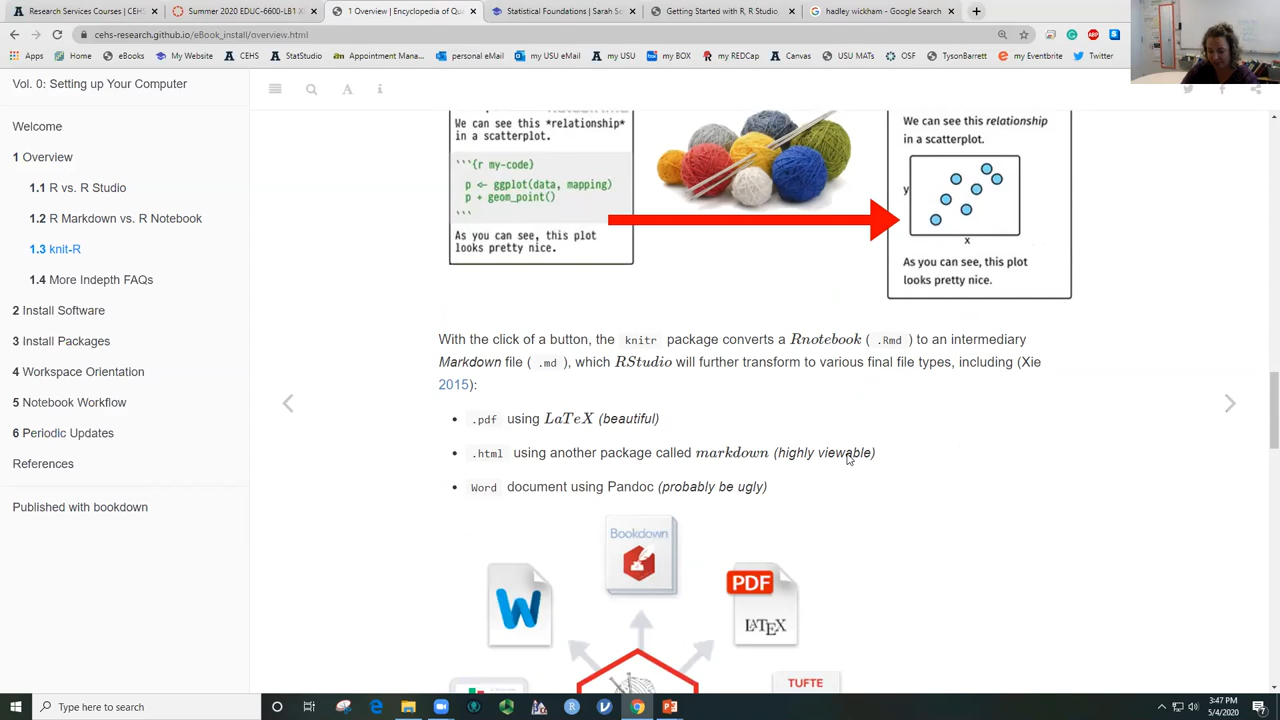 Research Services Courses | CEHS
Summer 2020 EDUC-6600-LB1 X
1 Overview | Encyclopedia of Qu
Statistical Foundations | Sarah Sc
Getting Started with R, R Studio
hadley wickham - Google Search
cehs-research.github.io/eBook_install/overview.html
Apps
CEHS
eBooks
My Website
Appointment Mana...
personal eEmail
my USU eEmail
my USU
my BOX
my REDCap
Canvas
USU MATs
OSF
TysonBarrett
my Eventbrite
Twitter
Vol. 0: Setting up Your Computer
Welcome
1 Overview
1.1 R vs. R Studio
1.2 R Markdown vs. R Notebook
1.3 knit-R
1.4 More Indepth FAQs
2 Install Software
3 Install Packages
4 Workspace Orientation
5 Notebook Workflow
6 Periodic Updates
References
Published with bookdown
We can see this *relationship*
in a scatterplot.
```{r my-code}
p <- ggplot(data, mapping)
p + geom_point()
```
As you can see, this plot
looks pretty nice.
We can see this relationship
in a scatterplot.
y
x
As you can see, this plot
looks pretty nice.
With the click of a button, the knitr package converts a Rnotebook ( .Rmd ) to an intermediary
Markdown file ( .md ), which RStudio will further transform to various final file types, including (Xie
2015):
• .pdf using LaTeX (beautiful)
• .html using another package called markdown (highly viewable)
• Word document using Pandoc (probably be ugly)
Bookdown
W
PDF
LATEX
TUFTE
Type here to search
3:47 PM
5/4/2020